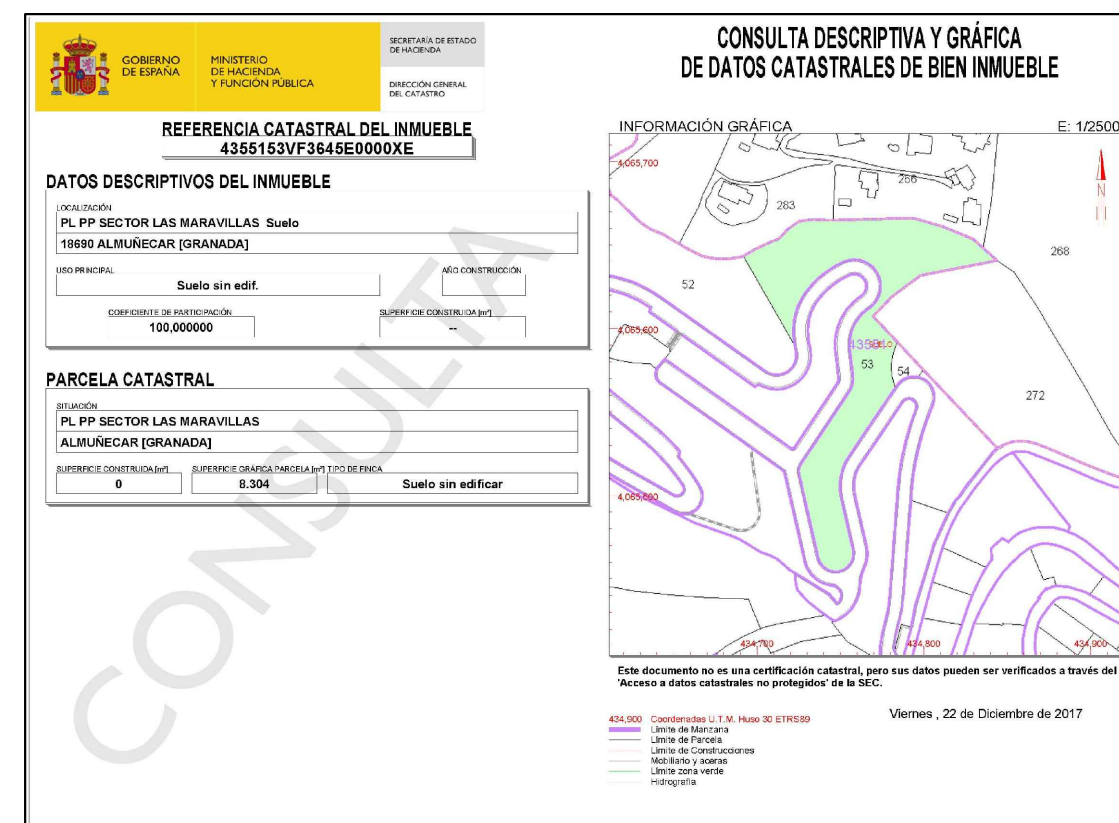 GOBIERNO
DE ESPAÑA
MINISTERIO
DE HACIENDA
Y FUNCIÓN PÚBLICA
SECRETARÍA DE ESTADO
DE HACIENDA
DIRECCIÓN GENERAL
DEL CATASTRO
REFERENCIA CATASTRAL DEL INMUEBLE
4355153VF3645E0000XE
DATOS DESCRIPTIVOS DEL INMUEBLE
LOCALIZACIÓN
PL PP SECTOR LAS MARAVILLAS Suelo
18690 ALMUÑECAR [GRANADA]
USO PRINCIPAL
AÑO CONSTRUCCIÓN
Suelo sin edif.
COEFICIENTE DE PARTICIPACIÓN
SUPERFICIE CONSTRUIDA [m²]
100,000000
--
PARCELA CATASTRAL
SITUACIÓN
PL PP SECTOR LAS MARAVILLAS
ALMUÑECAR [GRANADA]
SUPERFICIE CONSTRUIDA [m²]
SUPERFICIE GRÁFICA PARCELA [m²]
TIPO DE FINCA
0
8.304
Suelo sin edificar
CONSULTA
CONSULTA DESCRIPTIVA Y GRÁFICA
DE DATOS CATASTRALES DE BIEN INMUEBLE
INFORMACIÓN GRÁFICA
E: 1/2500
4,065,700
N
266
283
268
52
4,065,600
SUELO
53
54
272
434,700
434,800
434,900
Este documento no es una certificación catastral, pero sus datos pueden ser verificados a través del
'Acceso a datos catastrales no protegidos' de la SEC.
Viernes , 22 de Diciembre de 2017
434,900 Coordenadas U.T.M. Huso 30 ETRS89
Límite de Manzana
Límite de Parcela
Límite de Construcciones
Mobiliario y aceras
Límite zona verde
Hidrografía